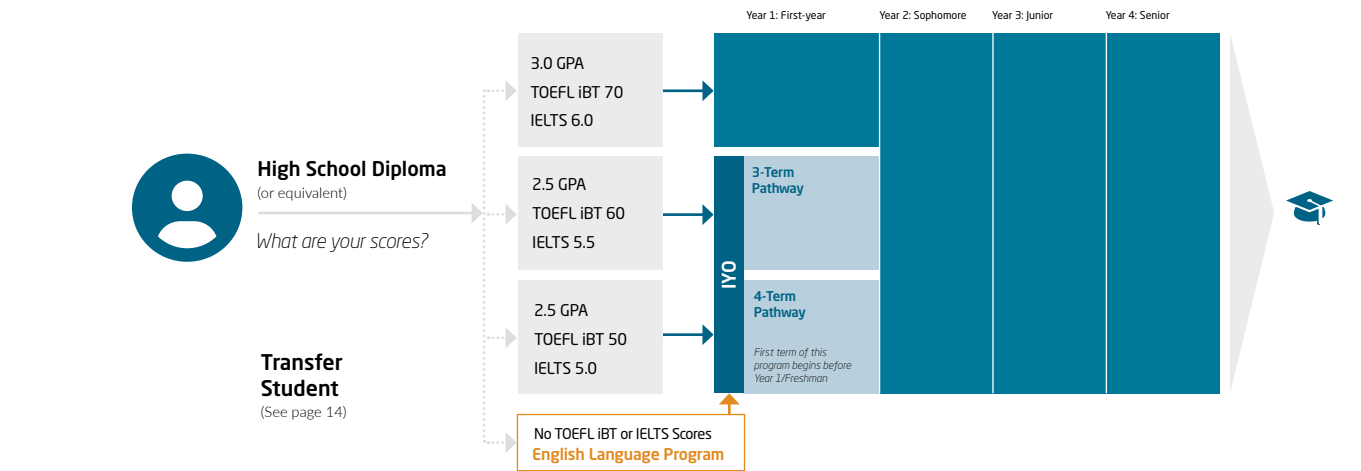 Year 1: First-year
Year 2: Sophomore
Year 3: Junior
Year 4: Senior
3.0 GPA
TOEFL iBT 70
IELTS 6.0
High School Diploma
(or equivalent)
What are your scores?
2.5 GPA
TOEFL iBT 60
IELTS 5.5
IYO
3-Term
Pathway
2.5 GPA
TOEFL iBT 50
IELTS 5.0
4-Term
Pathway
First term of this
program begins before
Year 1/Freshman
Transfer
Student
(See page 14)
No TOEFL iBT or IELTS Scores
English Language Program